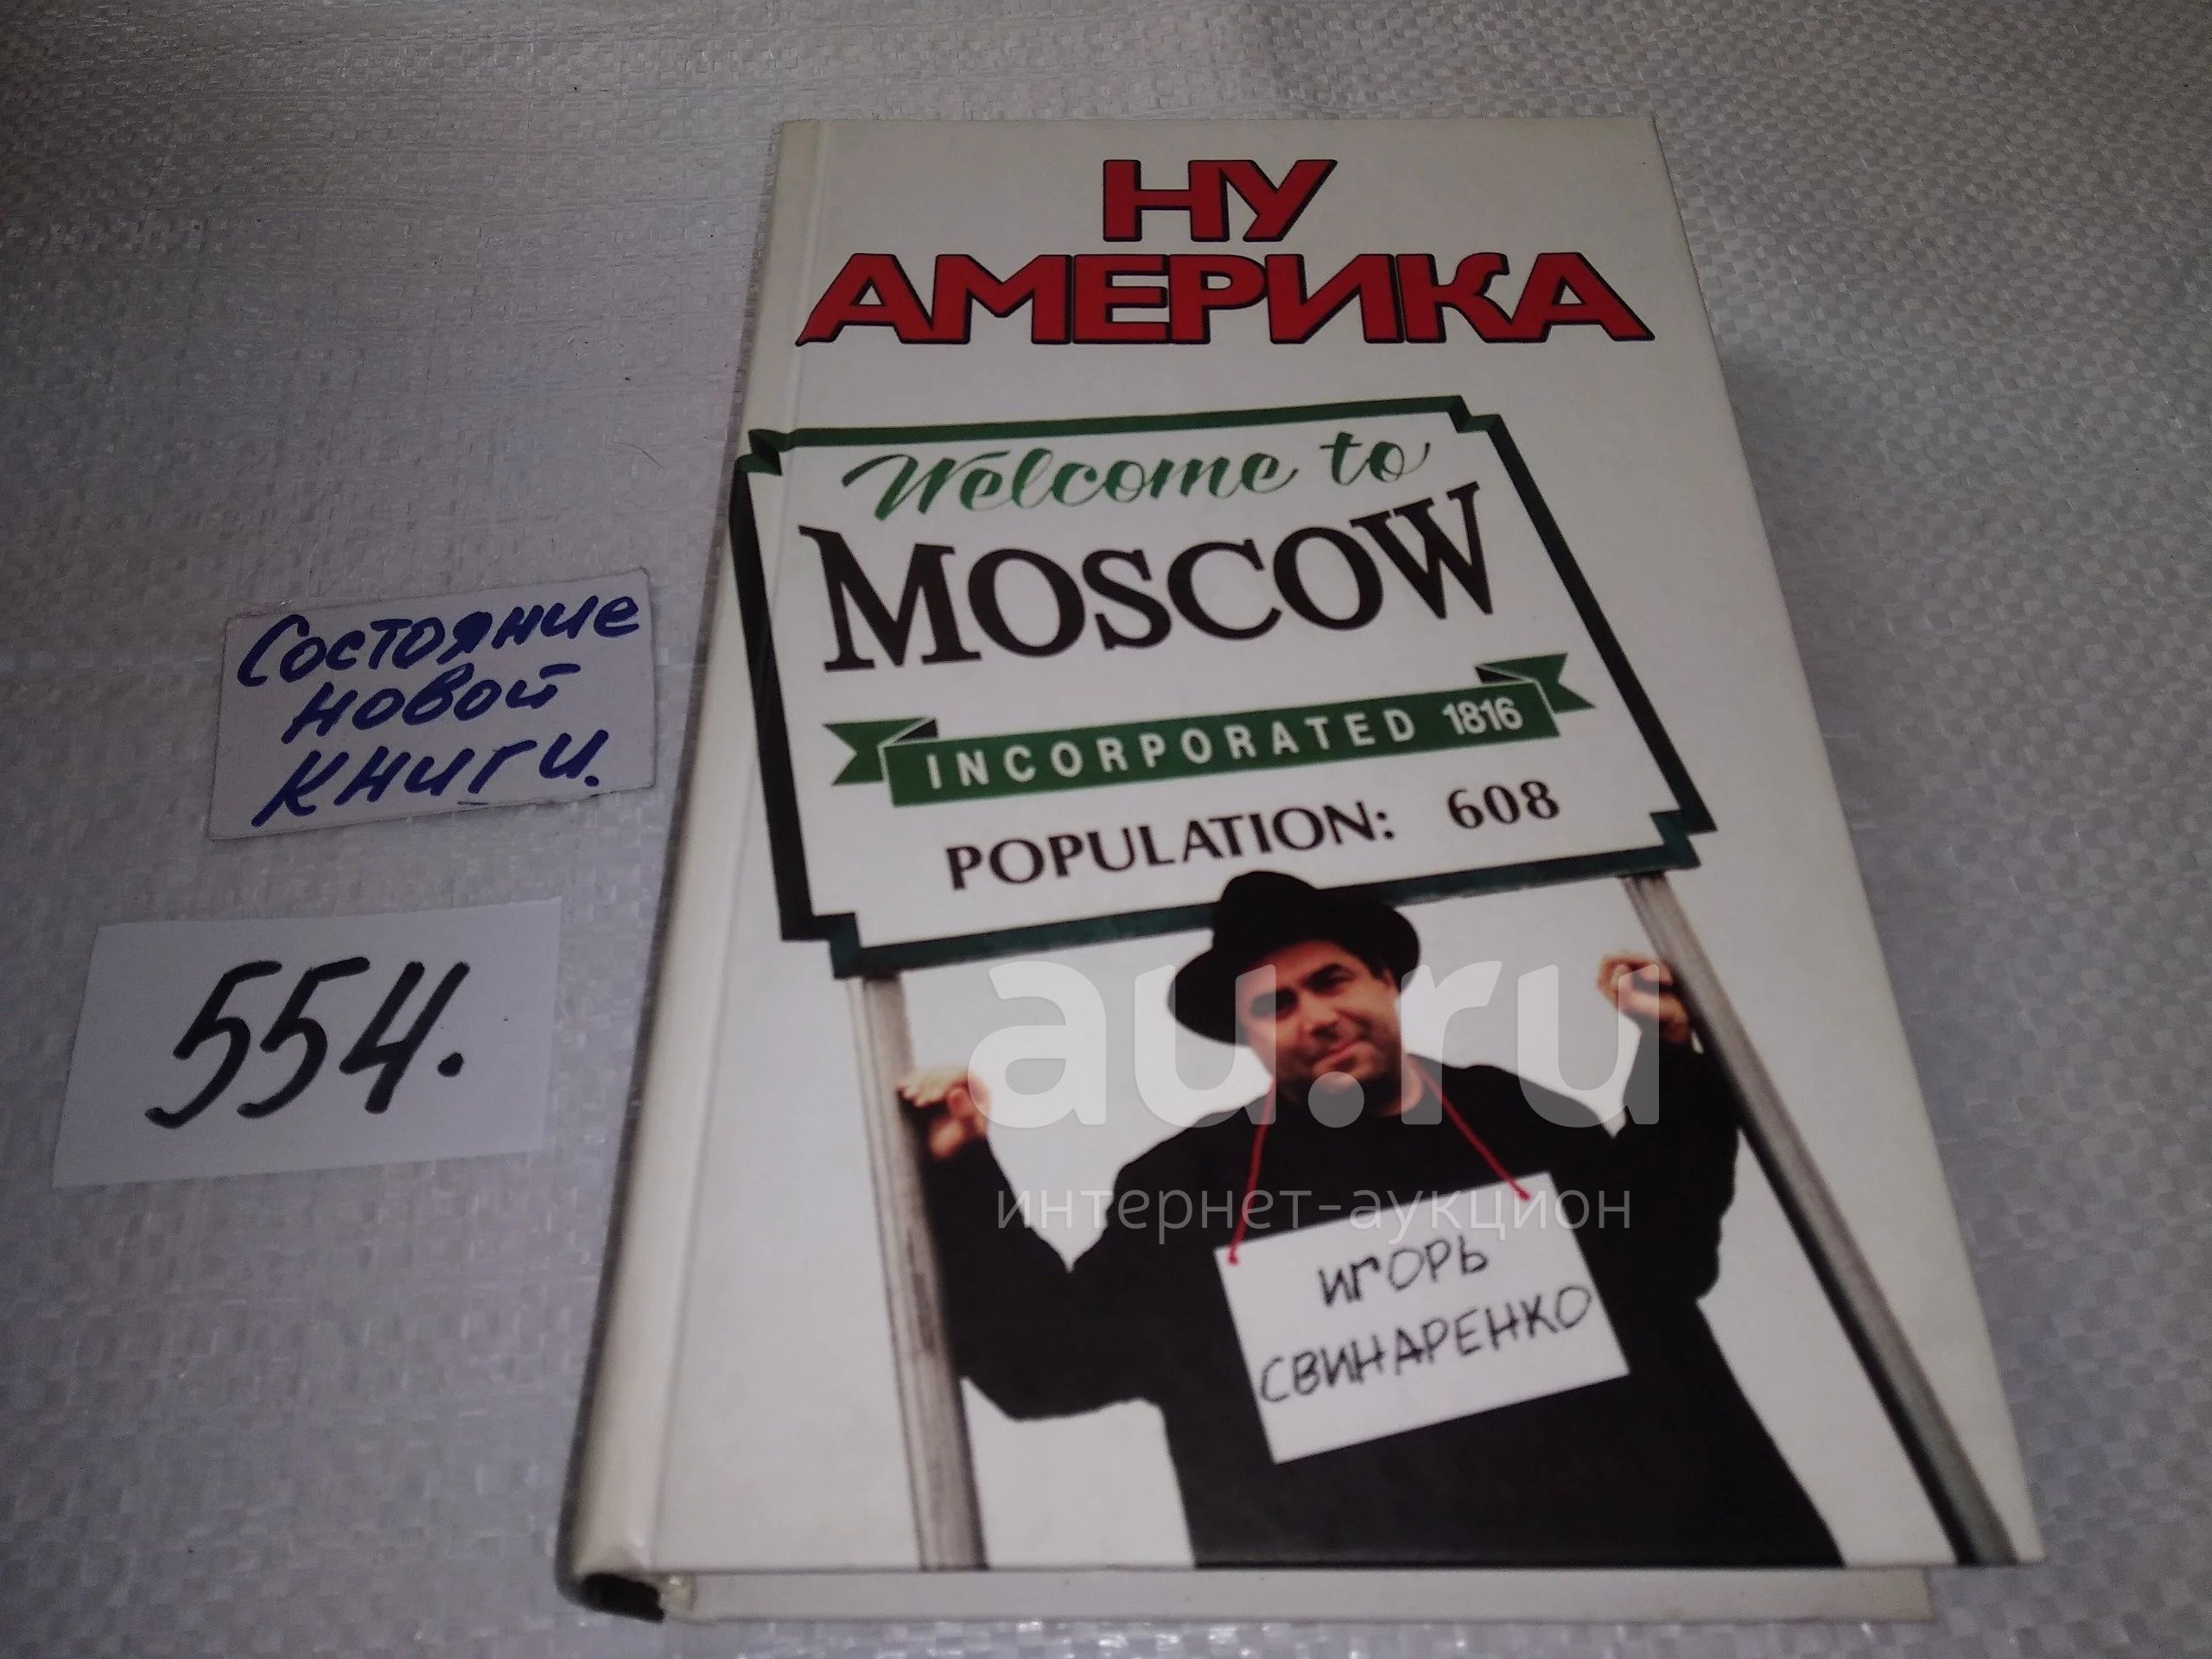 НУ
АМЕРИКА
Welcome to
MOSCOW
INCORPORATED 1816
POPULATION: 608
Состояние
новой
книги.
554.
au.ru
интернет-аукцион
ИГОРЬ
СВИНАРЕНКО